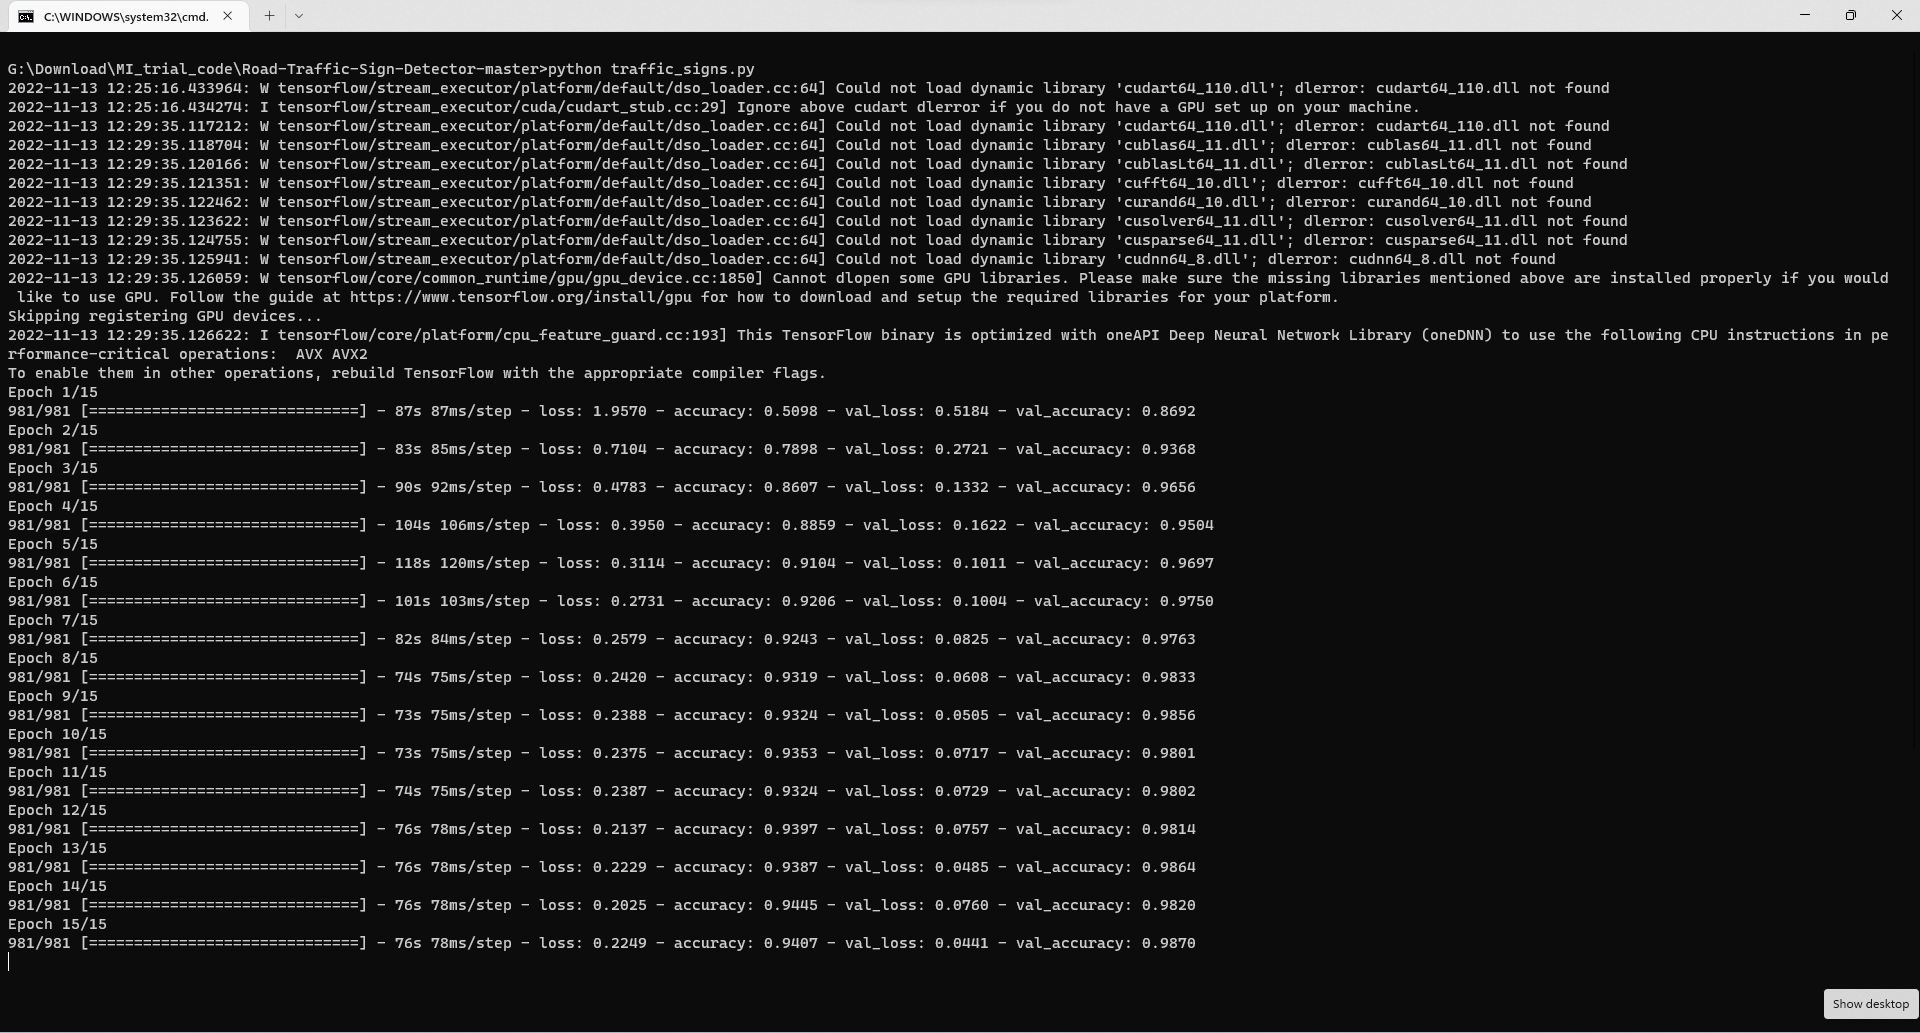 C:\WINDOWS\system32\cmd.
G:\Download\MI_trial_code\Road-Traffic-Sign-Detector-master>python traffic_signs.py
2022-11-13 12:25:16.433964: W tensorflow/stream_executor/platform/default/dso_loader.cc:64] Could not load dynamic library 'cudart64_110.dll'; dlerror: cudart64_110.dll not found
2022-11-13 12:25:16.434274: I tensorflow/stream_executor/cuda/cudart_stub.cc:29] Ignore above cudart dlerror if you do not have a GPU set up on your machine.
2022-11-13 12:29:35.117212: W tensorflow/stream_executor/platform/default/dso_loader.cc:64] Could not load dynamic library 'cudart64_110.dll'; dlerror: cudart64_110.dll not found
2022-11-13 12:29:35.118704: W tensorflow/stream_executor/platform/default/dso_loader.cc:64] Could not load dynamic library 'cublas64_11.dll'; dlerror: cublas64_11.dll not found
2022-11-13 12:29:35.120166: W tensorflow/stream_executor/platform/default/dso_loader.cc:64] Could not load dynamic library 'cublasLt64_11.dll'; dlerror: cublasLt64_11.dll not found
2022-11-13 12:29:35.121351: W tensorflow/stream_executor/platform/default/dso_loader.cc:64] Could not load dynamic library 'cufft64_10.dll'; dlerror: cufft64_10.dll not found
2022-11-13 12:29:35.122462: W tensorflow/stream_executor/platform/default/dso_loader.cc:64] Could not load dynamic library 'curand64_10.dll'; dlerror: curand64_10.dll not found
2022-11-13 12:29:35.123622: W tensorflow/stream_executor/platform/default/dso_loader.cc:64] Could not load dynamic library 'cusolver64_11.dll'; dlerror: cusolver64_11.dll not found
2022-11-13 12:29:35.124755: W tensorflow/stream_executor/platform/default/dso_loader.cc:64] Could not load dynamic library 'cusparse64_11.dll'; dlerror: cusparse64_11.dll not found
2022-11-13 12:29:35.125941: W tensorflow/stream_executor/platform/default/dso_loader.cc:64] Could not load dynamic library 'cudnn64_8.dll'; dlerror: cudnn64_8.dll not found
2022-11-13 12:29:35.126059: W tensorflow/core/common_runtime/gpu/gpu_device.cc:1850] Cannot dlopen some GPU libraries. Please make sure the missing libraries mentioned above are installed properly if you would
 like to use GPU. Follow the guide at https://www.tensorflow.org/install/gpu for how to download and setup the required libraries for your platform.
Skipping registering GPU devices...
2022-11-13 12:29:35.126622: I tensorflow/core/platform/cpu_feature_guard.cc:193] This TensorFlow binary is optimized with oneAPI Deep Neural Network Library (oneDNN) to use the following CPU instructions in pe
rformance-critical operations:  AVX AVX2
To enable them in other operations, rebuild TensorFlow with the appropriate compiler flags.
Epoch 1/15
981/981 [==============================] - 87s 87ms/step - loss: 1.9570 - accuracy: 0.5098 - val_loss: 0.5184 - val_accuracy: 0.8692
Epoch 2/15
981/981 [==============================] - 83s 85ms/step - loss: 0.7104 - accuracy: 0.7898 - val_loss: 0.2721 - val_accuracy: 0.9368
Epoch 3/15
981/981 [==============================] - 90s 92ms/step - loss: 0.4783 - accuracy: 0.8607 - val_loss: 0.1332 - val_accuracy: 0.9656
Epoch 4/15
981/981 [==============================] - 104s 106ms/step - loss: 0.3950 - accuracy: 0.8859 - val_loss: 0.1622 - val_accuracy: 0.9504
Epoch 5/15
981/981 [==============================] - 118s 120ms/step - loss: 0.3114 - accuracy: 0.9104 - val_loss: 0.1011 - val_accuracy: 0.9697
Epoch 6/15
981/981 [==============================] - 101s 103ms/step - loss: 0.2731 - accuracy: 0.9206 - val_loss: 0.1004 - val_accuracy: 0.9750
Epoch 7/15
981/981 [==============================] - 82s 84ms/step - loss: 0.2579 - accuracy: 0.9243 - val_loss: 0.0825 - val_accuracy: 0.9763
Epoch 8/15
981/981 [==============================] - 74s 75ms/step - loss: 0.2420 - accuracy: 0.9319 - val_loss: 0.0608 - val_accuracy: 0.9833
Epoch 9/15
981/981 [==============================] - 73s 75ms/step - loss: 0.2388 - accuracy: 0.9324 - val_loss: 0.0505 - val_accuracy: 0.9856
Epoch 10/15
981/981 [==============================] - 73s 75ms/step - loss: 0.2375 - accuracy: 0.9353 - val_loss: 0.0717 - val_accuracy: 0.9801
Epoch 11/15
981/981 [==============================] - 74s 75ms/step - loss: 0.2387 - accuracy: 0.9324 - val_loss: 0.0729 - val_accuracy: 0.9802
Epoch 12/15
981/981 [==============================] - 76s 78ms/step - loss: 0.2137 - accuracy: 0.9397 - val_loss: 0.0757 - val_accuracy: 0.9814
Epoch 13/15
981/981 [==============================] - 76s 78ms/step - loss: 0.2229 - accuracy: 0.9387 - val_loss: 0.0485 - val_accuracy: 0.9864
Epoch 14/15
981/981 [==============================] - 76s 78ms/step - loss: 0.2025 - accuracy: 0.9445 - val_loss: 0.0760 - val_accuracy: 0.9820
Epoch 15/15
981/981 [==============================] - 76s 78ms/step - loss: 0.2249 - accuracy: 0.9407 - val_loss: 0.0441 - val_accuracy: 0.9870
Show desktop